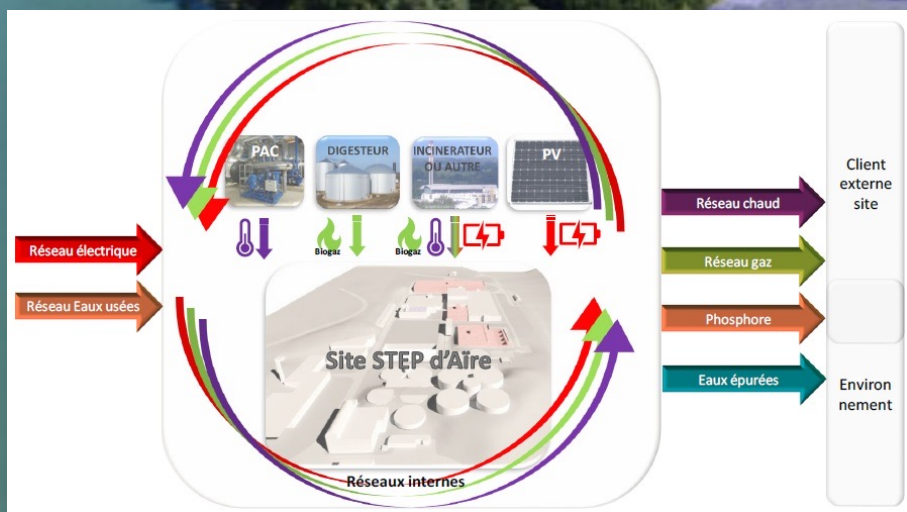 PAC
DIGESTEUR
INCINERATEUR
OU AUTRE
PV
Biogaz
Biogaz
Réseau électrique
Réseau Eaux usées
Site STEP d'Aïre
Réseaux internes
Réseau chaud
Réseau gaz
Phosphore
Eaux épurées
Client
externe
site
Environ
nement